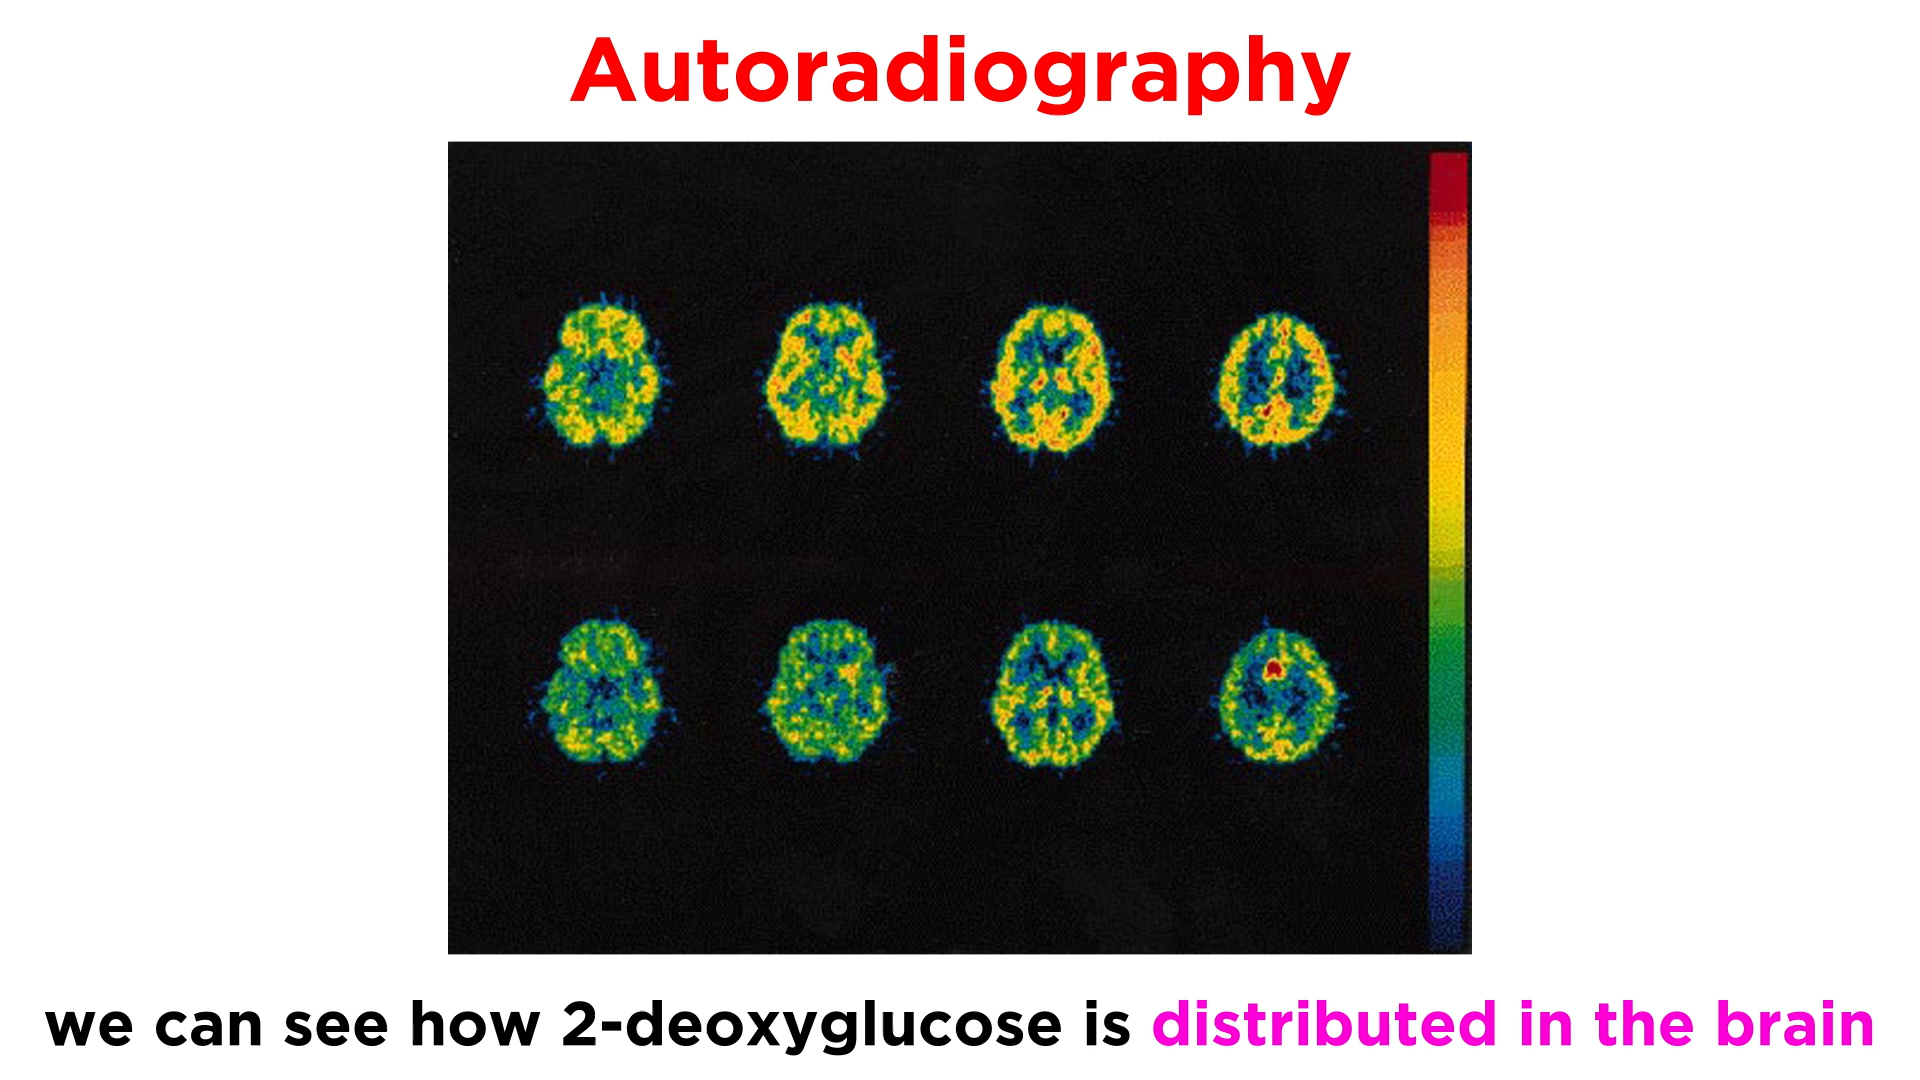 Autoradiography
we can see how 2-deoxyglucose is distributed in the brain